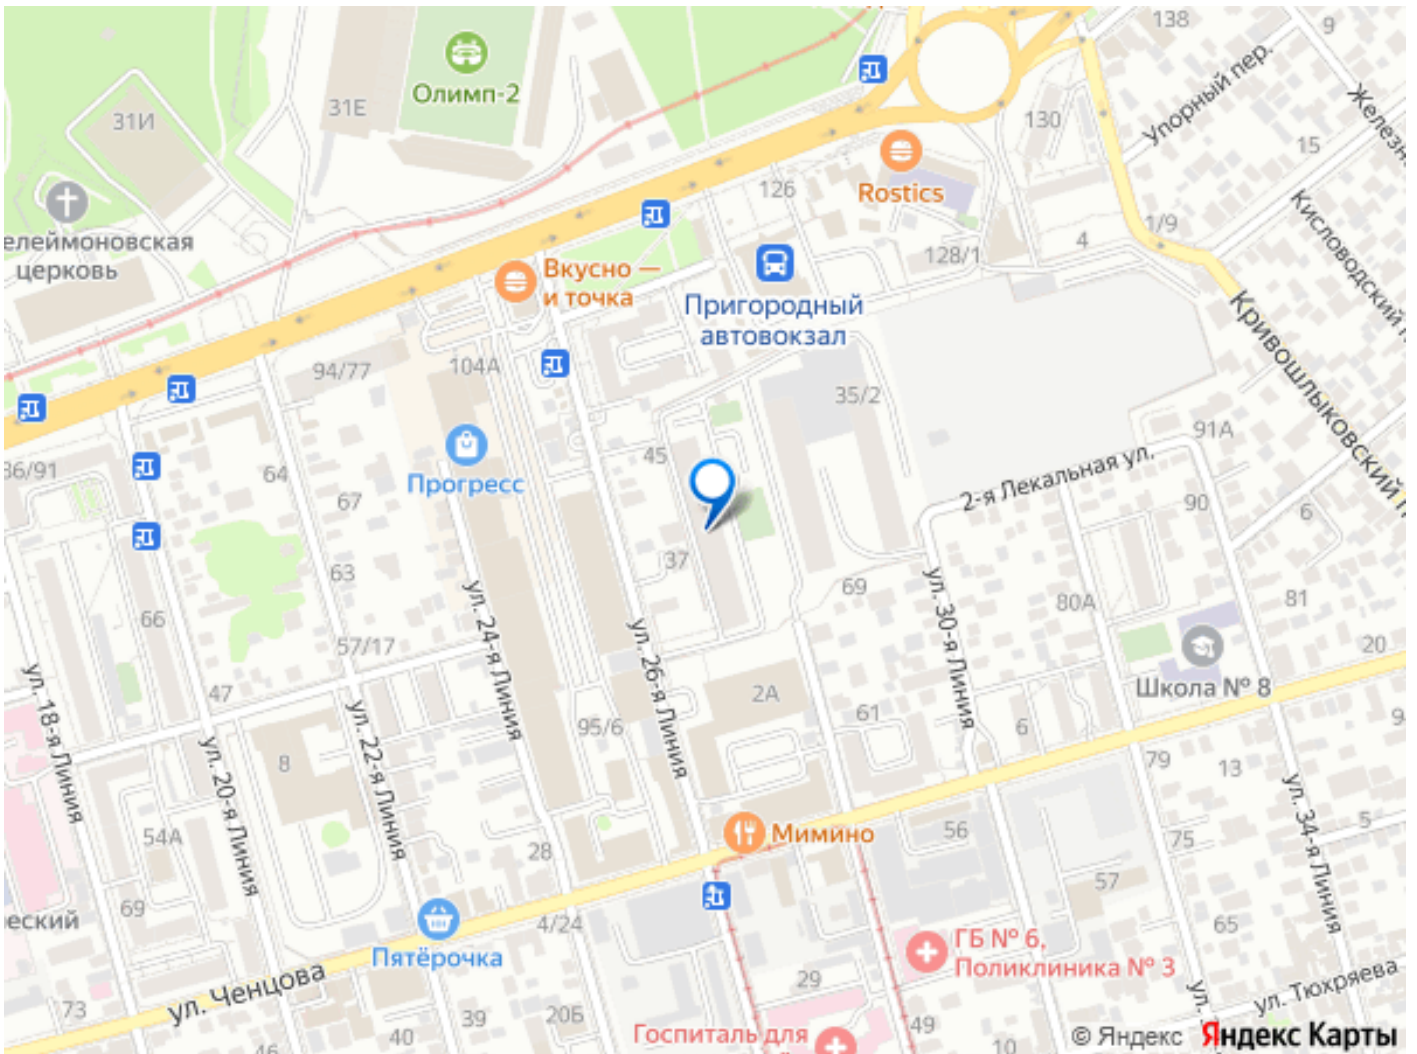 138
9
Упорный пер.
Железн
31И
31Е
Олимп-2
130
15
Rostics
126
елеймоновская
церковь
128/1
4
1/9
Кисловодский п
Вкусно —
и точка
Пригородный
автовокзал
Кривошлыковский п
94/77
104А
35/2
91А
36/91
64
67
Прогресс
45
2-я Лекальная ул.
90
6
63
37
69
80А
81
66
57/17
ул. 24-я Линия
ул. 26-я Линия
ул. 30-я Линия
20
Школа № 8
ул. 18-я Линия
47
ул. 20-я Линия
ул. 22-я Линия
8
95/6
2А
61
6
79
13
9
ул. 34-я Линия
54А
28
Мимино
56
75
5
57
еский
69
Пятёрочка
4/24
65
ГБ № 6,
Поликлиника № 3
ул. Ченцова
73
40
39
20Б
29
49
ул.
ул. Тюхряева
46
Госпиталь для
10
© Яндекс Яндекс Карты